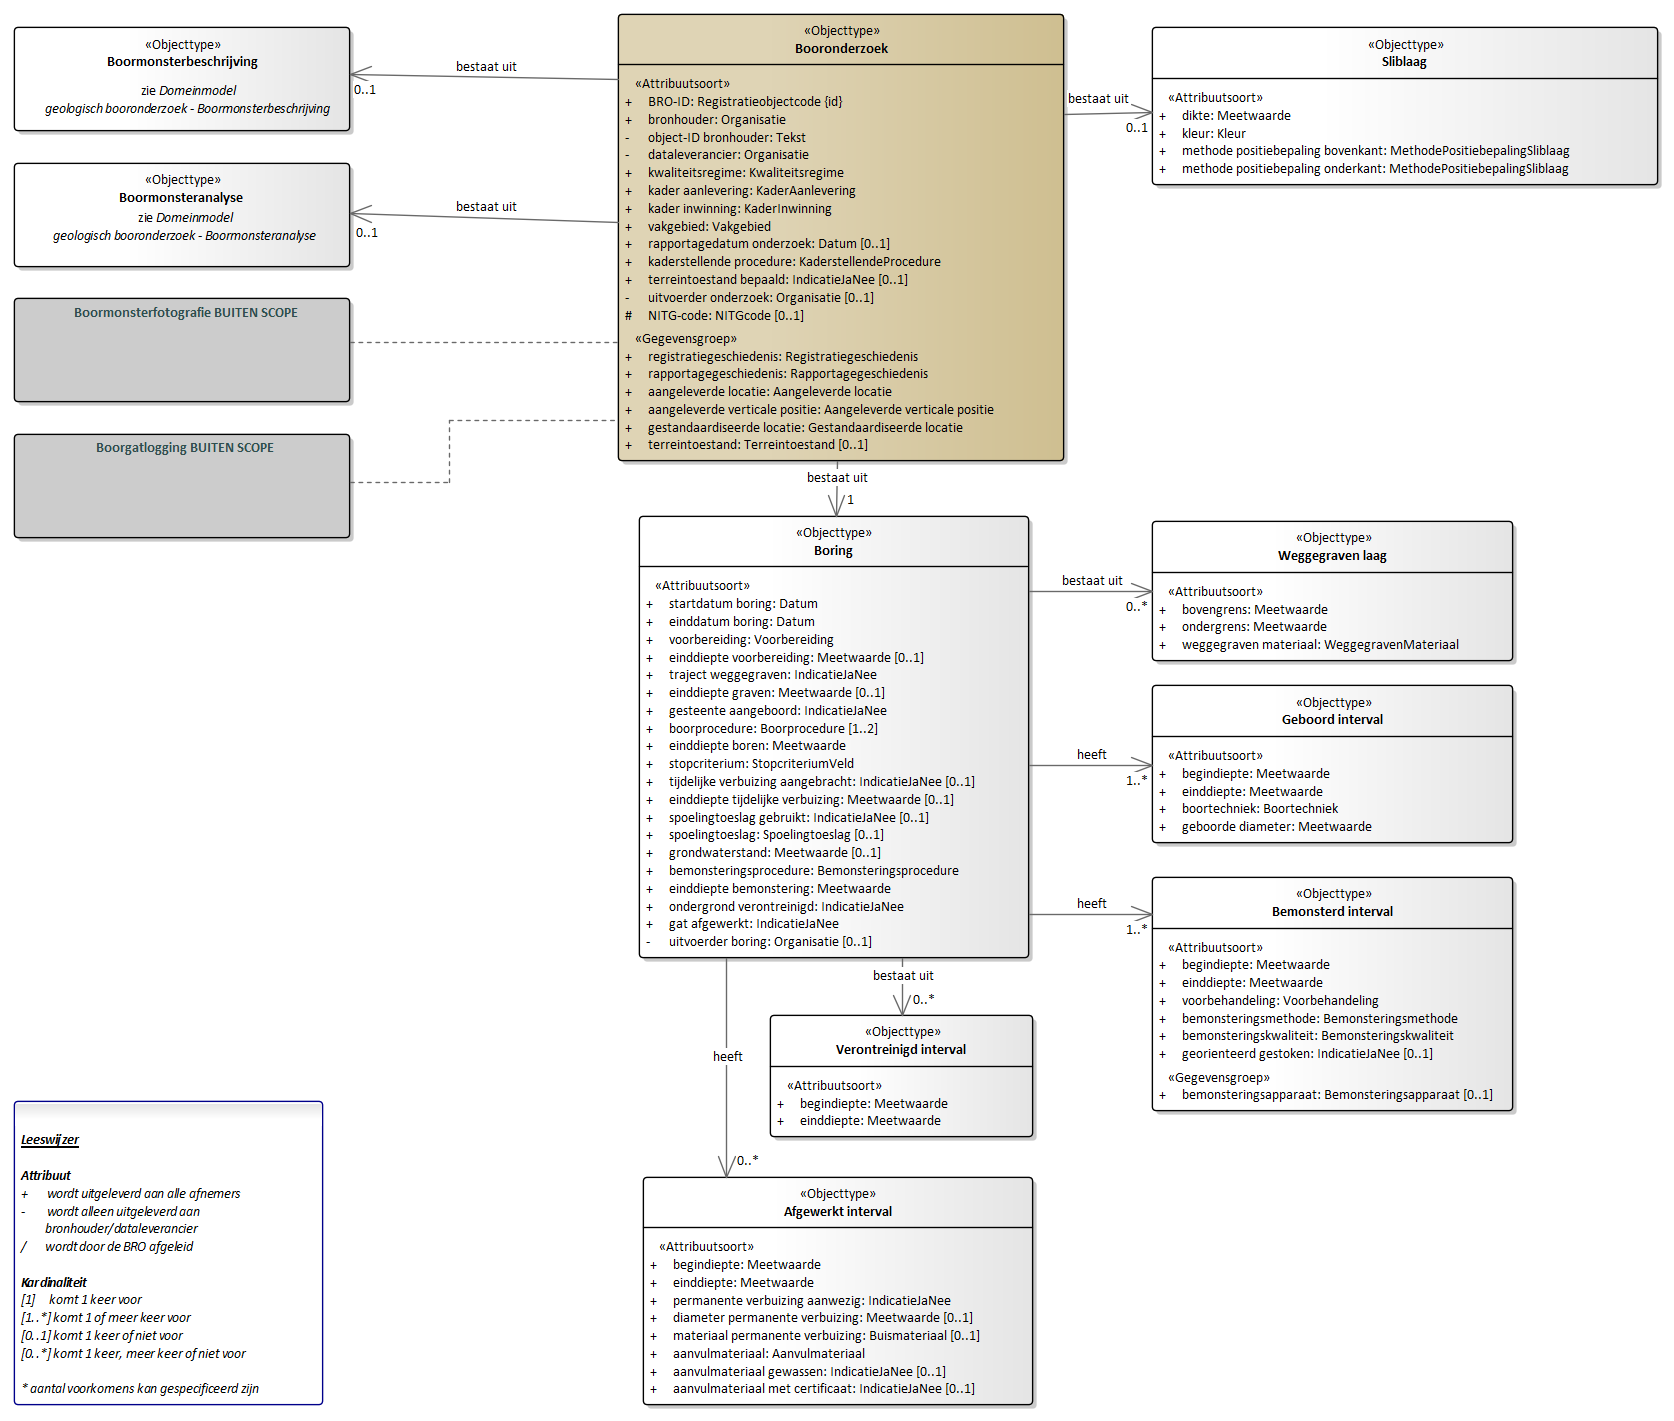 «Objecttype»
Boormonsterbeschrijving
zie Domeinmodel
geologisch booronderzoek - Boormonsterbeschrijving
bestaat uit
0..1
«Objecttype»
Boormonsteranalyse
zie Domeinmodel
geologisch booronderzoek - Boormonsteranalyse
bestaat uit
0..1
Boormonsterfotografie BUITEN SCOPE
Boorgatlogging BUITEN SCOPE
«Objecttype»
Booronderzoek
«Attribuutsoort»
+ BRO-ID: Registratieobjectcode {id}
+ bronhouder: Organisatie
- object-ID bronhouder: Tekst
- dataleverancier: Organisatie
+ kwaliteitsregime: Kwaliteitsregime
+ kader aanlevering: KaderAanlevering
+ kader inwinning: KaderInwinning
+ vakgebied: Vakgebied
+ rapportagedatum onderzoek: Datum [0..1]
+ kaderstellende procedure: KaderstellendeProcedure
+ terreintoestand bepaald: IndicatieJaNee [0..1]
- uitvoerder onderzoek: Organisatie [0..1]
# NITG-code: NITGcode [0..1]
«Gegevensgroep»
+ registratiegeschiedenis: Registratiegeschiedenis
+ rapportagegeschiedenis: Rapportagegeschiedenis
+ aangeleverde locatie: Aangeleverde locatie
+ aangeleverde verticale positie: Aangeleverde verticale positie
+ gestandaardiseerde locatie: Gestandaardiseerde locatie
+ terreintoestand: Terreintoestand [0..1]
bestaat uit
0..1
«Objecttype»
Sliblaag
«Attribuutsoort»
+ dikte: Meetwaarde
+ kleur: Kleur
+ methode positiebepaling bovenkant: MethodePositiebepalingSliblaag
+ methode positiebepaling onderkant: MethodePositiebepalingSliblaag
bestaat uit
1
«Objecttype»
Boring
«Attribuutsoort»
+ startdatum boring: Datum
+ einddatum boring: Datum
+ voorbereiding: Voorbereiding
+ einddiepte voorbereiding: Meetwaarde [0..1]
+ traject weggegraven: IndicatieJaNee
+ einddiepte graven: Meetwaarde [0..1]
+ gesteente aangeboord: IndicatieJaNee
+ boorprocedure: Boorprocedure [1..2]
+ einddiepte boren: Meetwaarde
+ stopcriterium: StopcriteriumVeld
+ tijdelijke verbuizing aangebracht: IndicatieJaNee [0..1]
+ einddiepte tijdelijke verbuizing: Meetwaarde [0..1]
+ spoelingtoeslag gebruikt: IndicatieJaNee [0..1]
+ spoelingtoeslag: Spoelingtoeslag [0..1]
+ grondwaterstand: Meetwaarde [0..1]
+ bemonsteringsprocedure: Bemonsteringsprocedure
+ einddiepte bemonstering: Meetwaarde
+ ondergrond verontreinigd: IndicatieJaNee
+ gat afgewerkt: IndicatieJaNee
- uitvoerder boring: Organisatie [0..1]
bestaat uit
0..*
«Objecttype»
Weggegraven laag
«Attribuutsoort»
+ bovengrens: Meetwaarde
+ ondergrens: Meetwaarde
+ weggegraven materiaal: WeggegravenMateriaal
heeft
1..*
«Objecttype»
Geboord interval
«Attribuutsoort»
+ begindiepte: Meetwaarde
+ einddiepte: Meetwaarde
+ boortechniek: Boortechniek
+ geboorde diameter: Meetwaarde
heeft
1..*
«Objecttype»
Bemonsterd interval
«Attribuutsoort»
+ begindiepte: Meetwaarde
+ einddiepte: Meetwaarde
+ voorbehandeling: Voorbehandeling
+ bemonsteringsmethode: Bemonsteringsmethode
+ bemonsteringskwaliteit: Bemonsteringskwaliteit
+ georienteerd gestoken: IndicatieJaNee [0..1]
«Gegevensgroep»
+ bemonsteringsapparaat: Bemonsteringsapparaat [0..1]
bestaat uit
0..*
«Objecttype»
Verontreinigd interval
«Attribuutsoort»
+ begindiepte: Meetwaarde
+ einddiepte: Meetwaarde
heeft
0..*
«Objecttype»
Afgewerkt interval
«Attribuutsoort»
+ begindiepte: Meetwaarde
+ einddiepte: Meetwaarde
+ permanente verbuizing aanwezig: IndicatieJaNee
+ diameter permanente verbuizing: Meetwaarde [0..1]
+ materiaal permanente verbuizing: Buismateriaal [0..1]
+ aanvulmateriaal: Aanvulmateriaal
+ aanvulmateriaal gewassen: IndicatieJaNee [0..1]
+ aanvulmateriaal met certificaat: IndicatieJaNee [0..1]
Leeswijzer
Attribuut
+ wordt uitgeleverd aan alle afnemers
- wordt alleen uitgeleverd aan
bronhouder/dataleverancier
/ wordt door de BRO afgeleid
Kardinaliteit
[1] komt 1 keer voor
[1..*] komt 1 of meer keer voor
[0..1] komt 1 keer of niet voor
[0..*] komt 1 keer, meer keer of niet voor
* aantal voorkomens kan gespecificeerd zijn